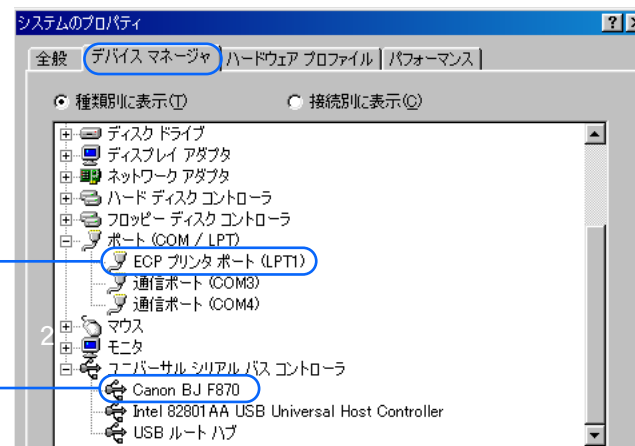 システムのプロパティ
全般 デバイス マネージャ ハードウェア プロファイル パフォーマンス
種類別に表示(T) 接続別に表示(C)
ディスク ドライブ
ディスプレイ アダプタ
ネットワーク アダプタ
ハード ディスク コントローラ
フロッピー ディスク コントローラ
ポート (COM / LPT)
ECP プリンタ ポート (LPT1)
通信ポート (COM3)
通信ポート (COM4)
2
マウス
モニタ
ユニバーサル シリアル バス コントローラ
Canon BJ F870
Intel 82801AA USB Universal Host Controller
USB ルート ハブ